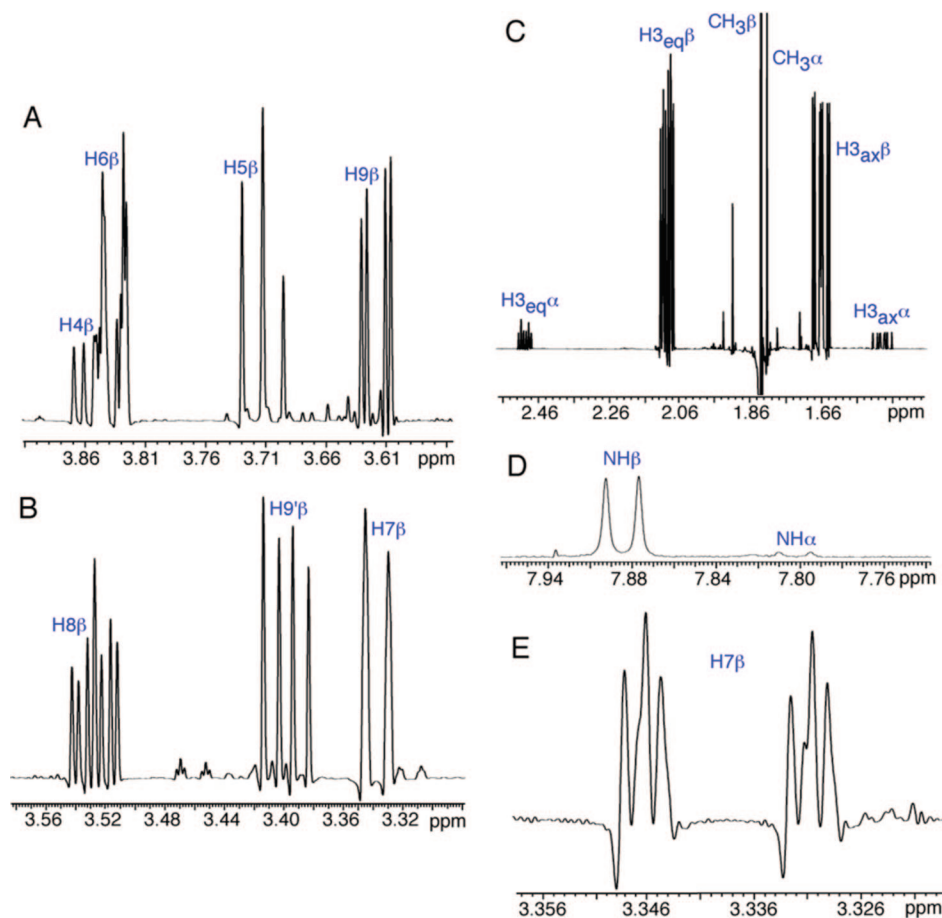 A
H6β
H5β
H9β
H4β
3.86 3.81 3.76 3.71 3.66 3.61 ppm
B
H9'β
H7β
H8β
3.56 3.52 3.48 3.44 3.40 3.36 3.32 ppm
C
CH3β
H3eqβ
CH3α
H3axβ
H3eqα
H3axα
2.46 2.26 2.06 1.86 1.66 ppm
D
NHβ
NHα
7.94 7.88 7.84 7.80 7.76 ppm
E
H7β
3.356 3.346 3.336 3.326 ppm